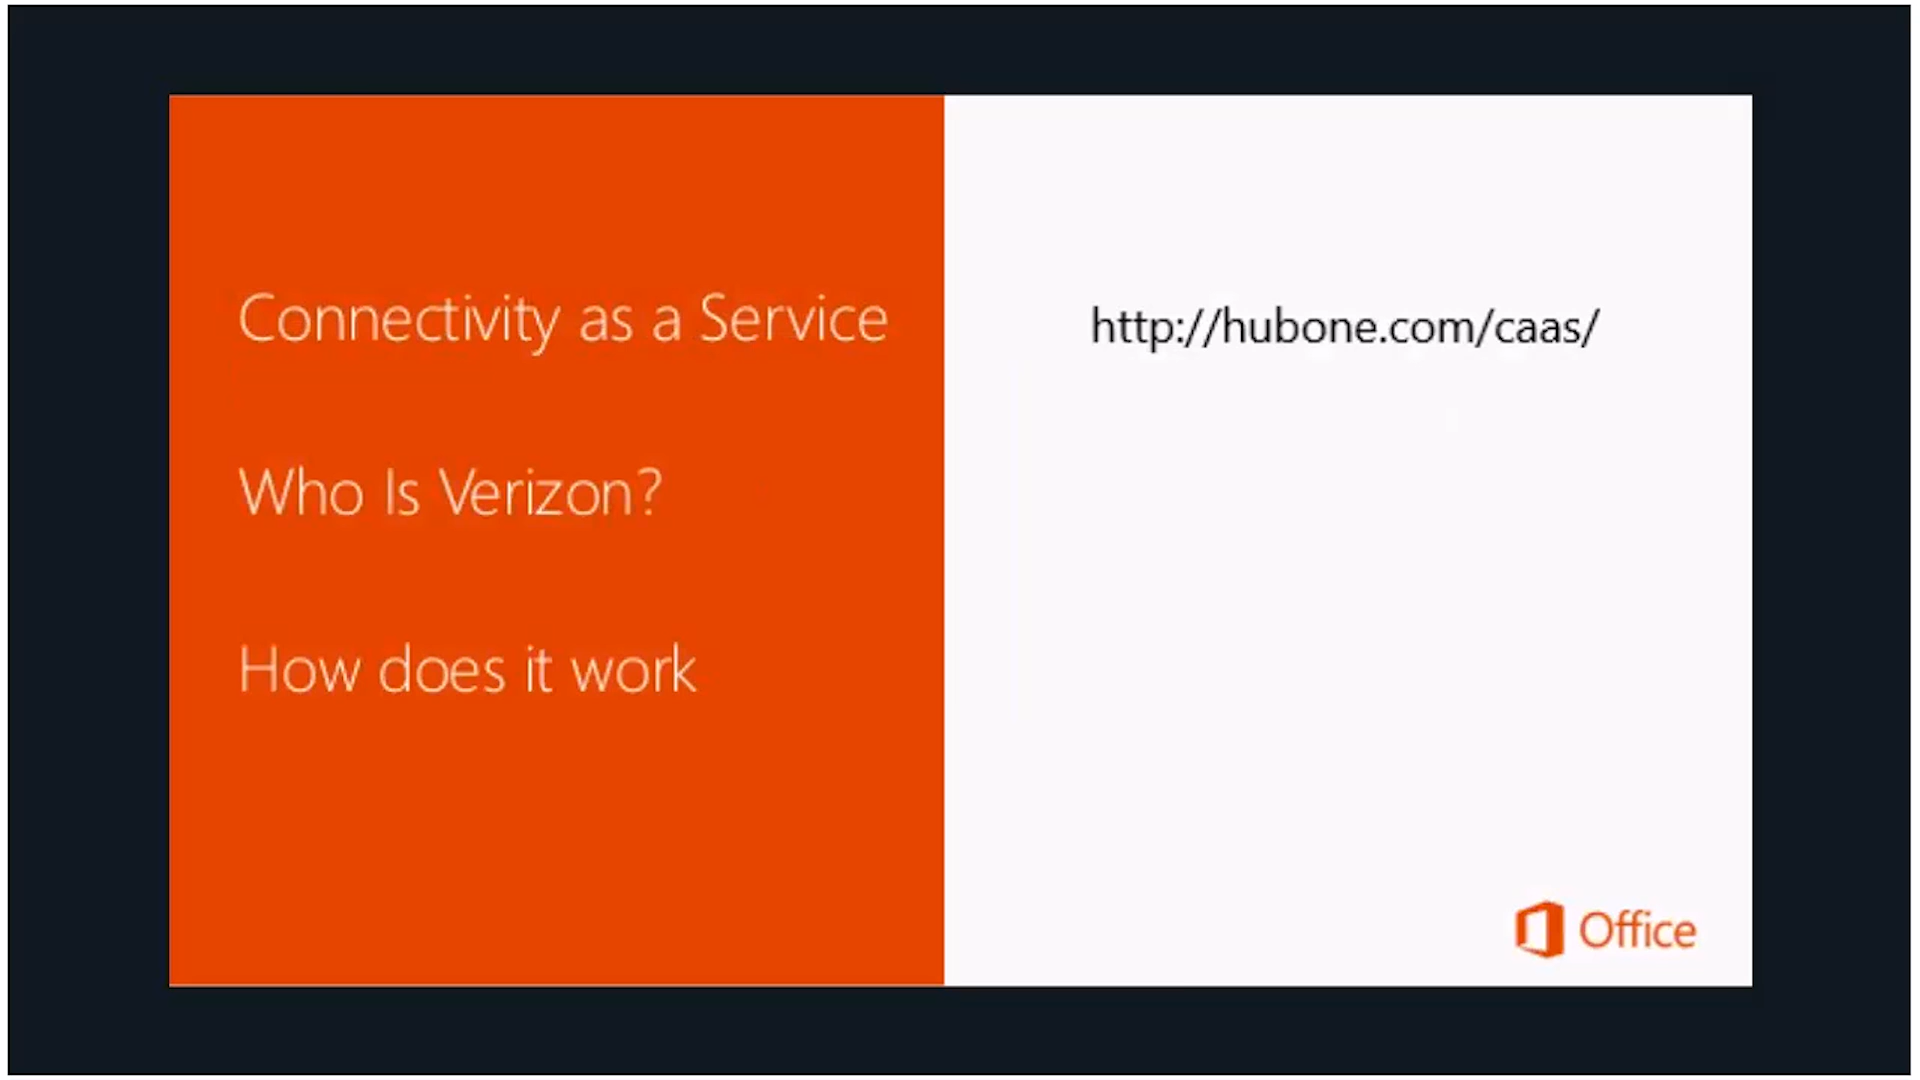 Connectivity as a Service
Who Is Verizon?
How does it work
http://hubone.com/caas/
Office